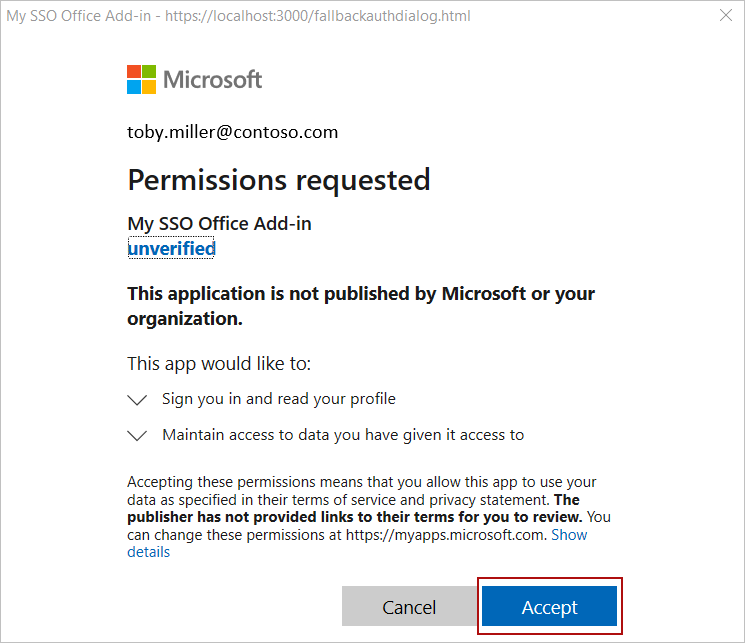 My SSO Office Add-in - https://localhost:3000/fallbackauthdialog.html
Microsoft
toby.miller@contoso.com
Permissions requested
My SSO Office Add-in
unverified
This application is not published by Microsoft or your
organization.
This app would like to:
Sign you in and read your profile
Maintain access to data you have given it access to
Accepting these permissions means that you allow this app to use your
data as specified in their terms of service and privacy statement. The
publisher has not provided links to their terms for you to review. You
can change these permissions at https://myapps.microsoft.com. Show
details
Cancel
Accept